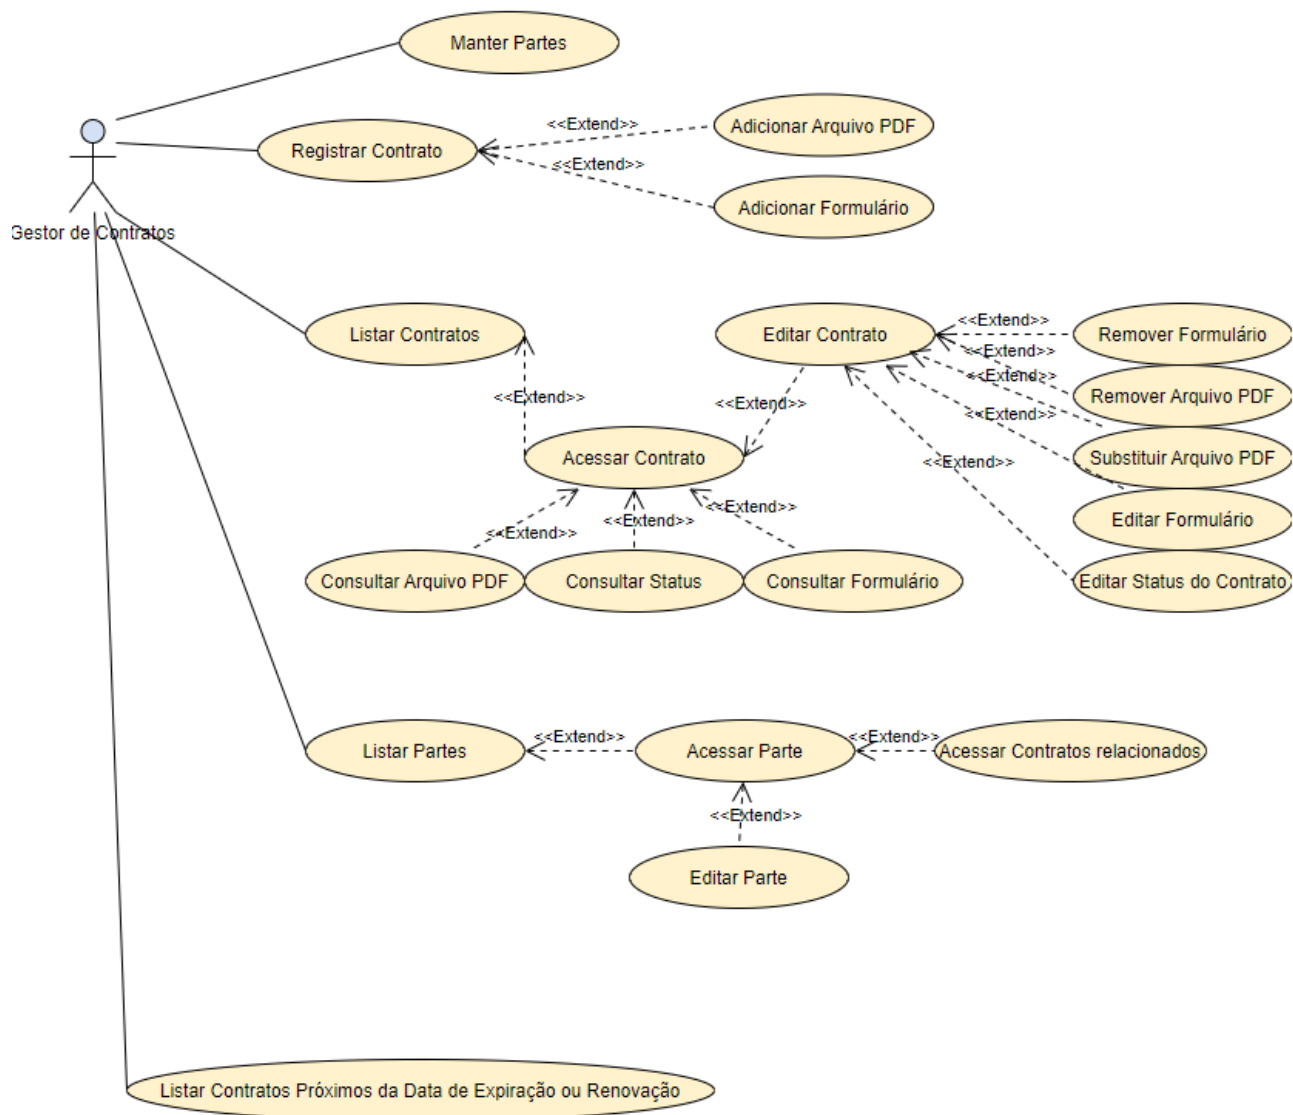 Manter Partes
Registrar Contrato
<<Extend>>
Adicionar Arquivo PDF
<<Extend>>
Adicionar Formulário
Gestor de Contratos
Listar Contratos
Editar Contrato
<<Extend>>
Remover Formulário
<<Extend>>
Remover Arquivo PDF
<<Extend>>
<<Extend>>
<<Extend>>
<<Extend>>
Acessar Contrato
<<Extend>>
Substituir Arquivo PDF
Editar Formulário
<<Extend>>
<<Extend>>
<<Extend>>
Consultar Arquivo PDF
Consultar Status
Consultar Formulário
Editar Status do Contrato
Listar Partes
<<Extend>>
Acessar Parte
<<Extend>>
Acessar Contratos relacionados
<<Extend>>
Editar Parte
Listar Contratos Próximos da Data de Expiração ou Renovação